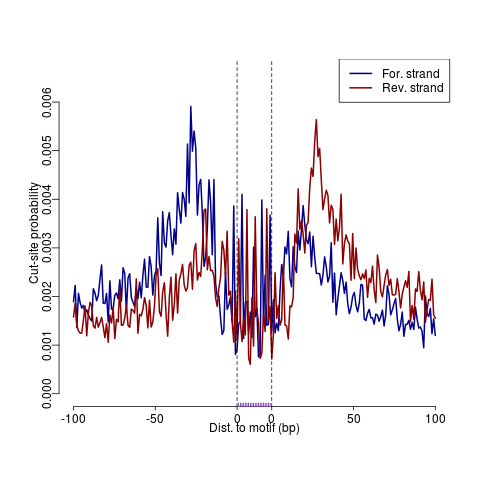 For. strand
Rev. strand
Cut-site probability
0.006
0.005
0.004
0.003
0.002
0.001
0.000
-100 -50 0 0 50 100
Dist. to motif (bp)